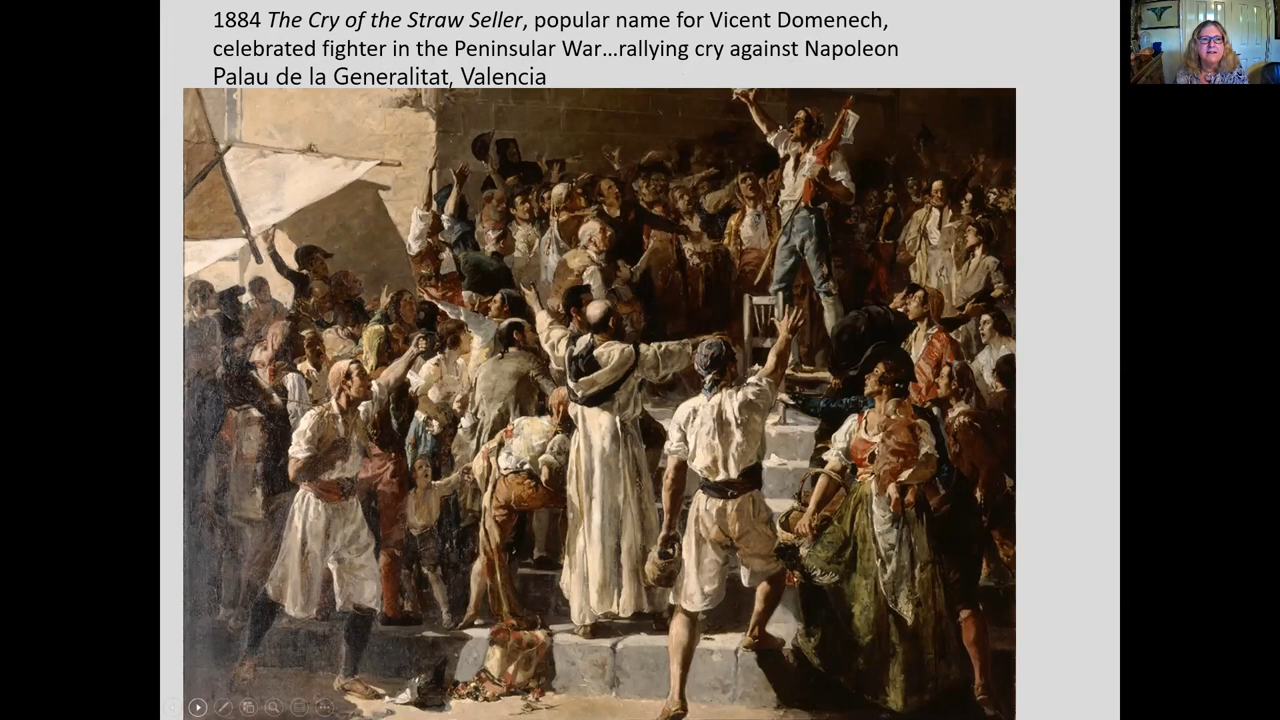 1884 The Cry of the Straw Seller, popular name for Vicent Domenech,
celebrated fighter in the Peninsular War...rallying cry against Napoleon
Palau de la Generalitat, Valencia